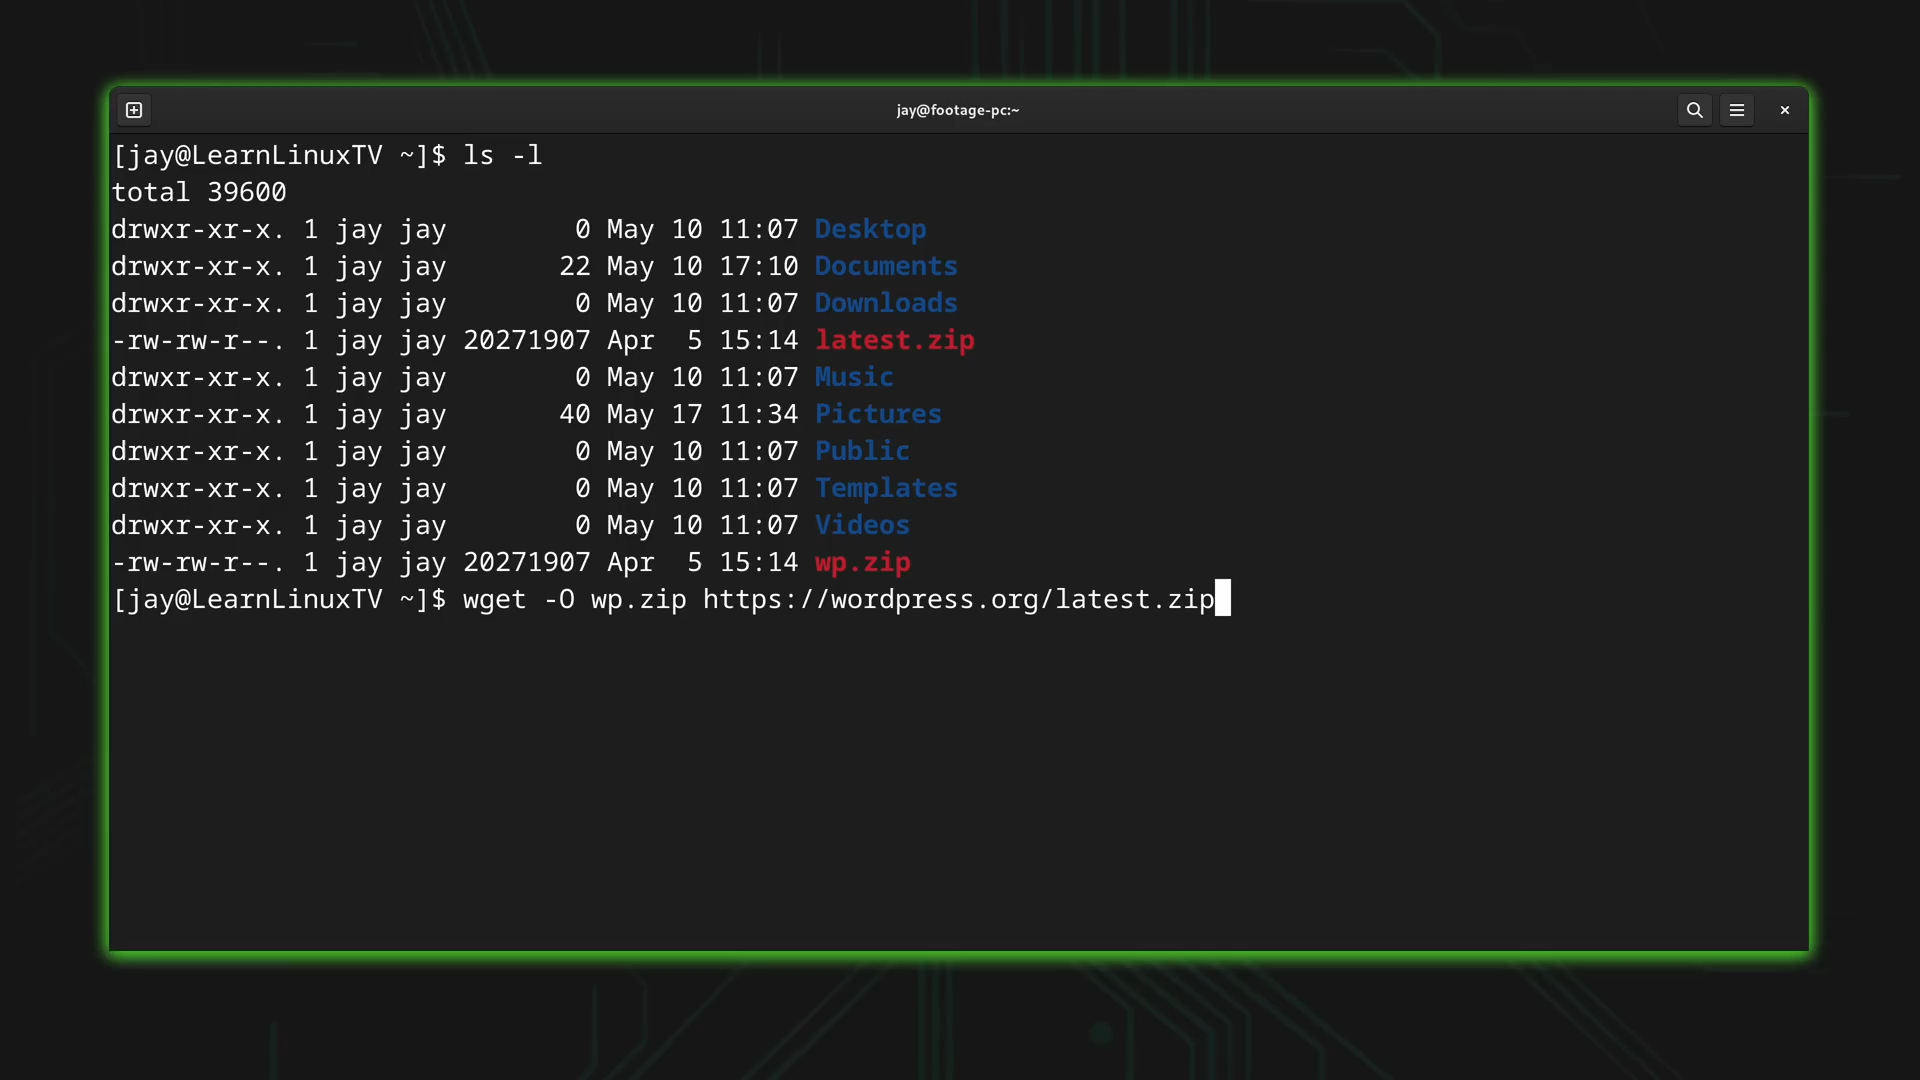 jay@footage-pc:~
[jay@LearnLinuxTV ~]$ ls -l
total 39600
drwxr-xr-x. 1 jay jay        0 May 10 11:07 Desktop
drwxr-xr-x. 1 jay jay       22 May 10 17:10 Documents
drwxr-xr-x. 1 jay jay        0 May 10 11:07 Downloads
-rw-rw-r--. 1 jay jay 20271907 Apr  5 15:14 latest.zip
drwxr-xr-x. 1 jay jay        0 May 10 11:07 Music
drwxr-xr-x. 1 jay jay       40 May 17 11:34 Pictures
drwxr-xr-x. 1 jay jay        0 May 10 11:07 Public
drwxr-xr-x. 1 jay jay        0 May 10 11:07 Templates
drwxr-xr-x. 1 jay jay        0 May 10 11:07 Videos
-rw-rw-r--. 1 jay jay 20271907 Apr  5 15:14 wp.zip
[jay@LearnLinuxTV ~]$ wget -O wp.zip https://wordpress.org/latest.zip